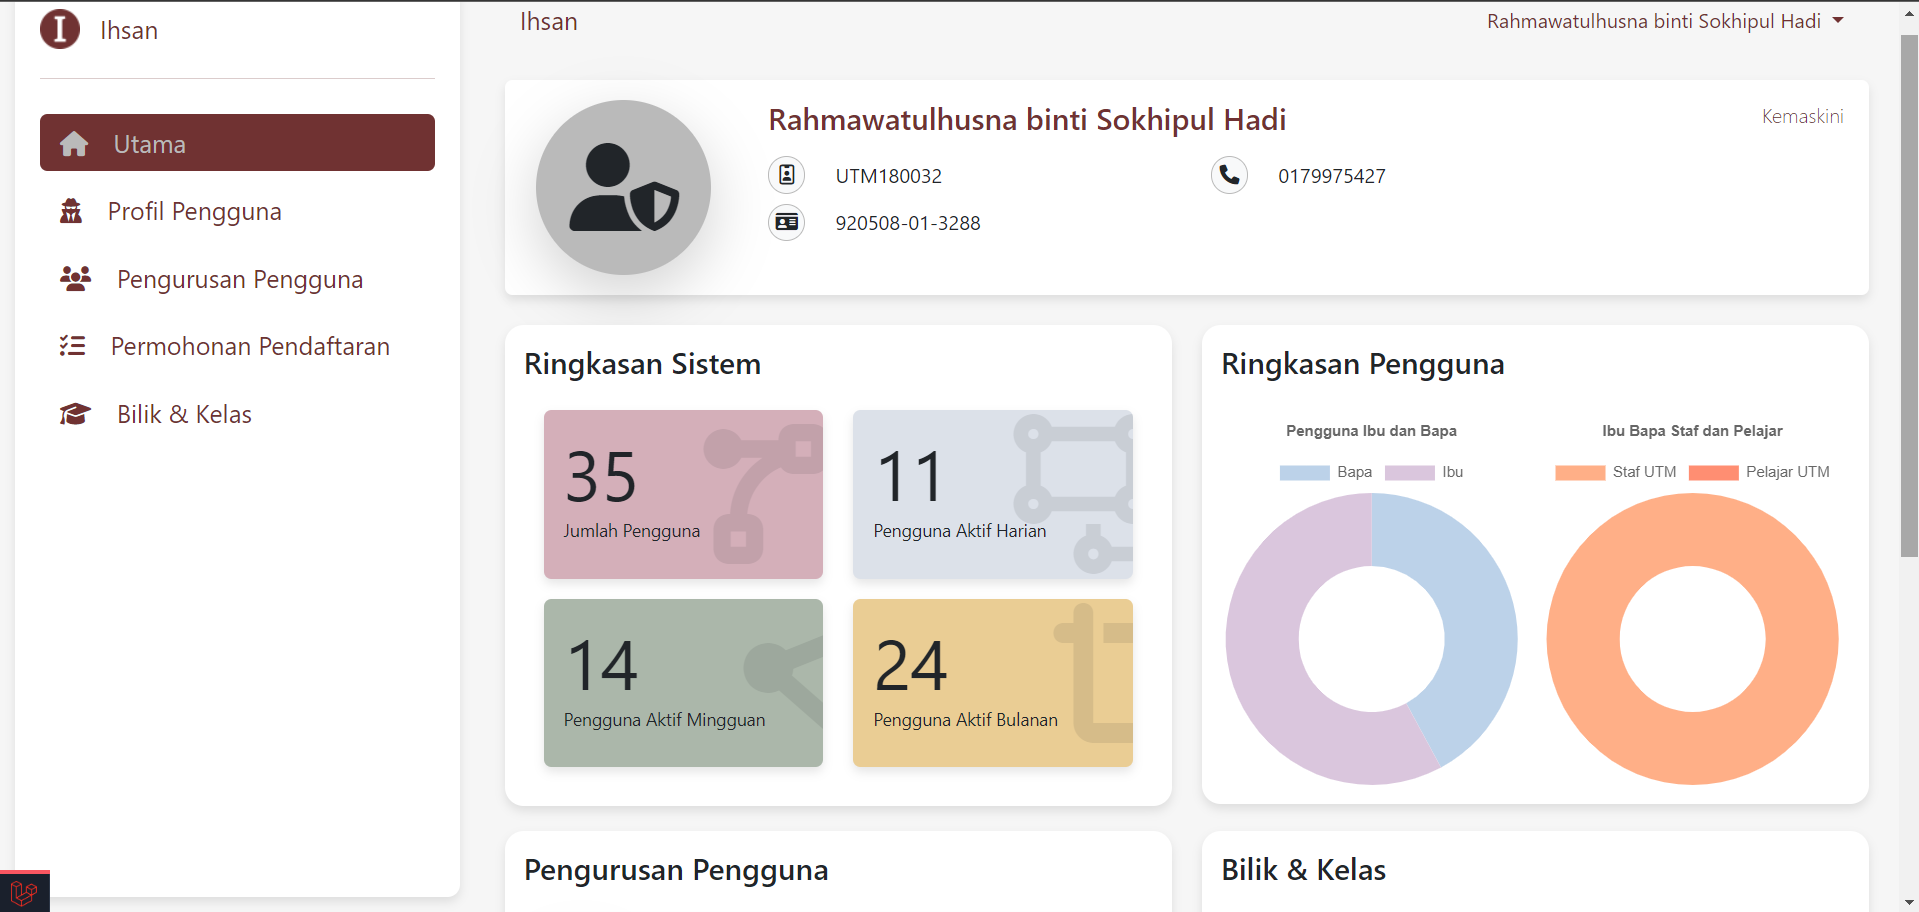 I Ihsan
Utama
Profil Pengguna
Pengurusan Pengguna
Permohonan Pendaftaran
Bilik & Kelas
Ihsan
Rahmawatulhusna binti Sokhipul Hadi
Rahmawatulhusna binti Sokhipul Hadi
Kemaskini
UTM180032
0179975427
920508-01-3288
Ringkasan Sistem
35
Jumlah Pengguna
11
Pengguna Aktif Harian
14
Pengguna Aktif Mingguan
24
Pengguna Aktif Bulanan
Ringkasan Pengguna
Pengguna Ibu dan Bapa
Bapa Ibu
Ibu Bapa Staf dan Pelajar
Staf UTM Pelajar UTM
Pengurusan Pengguna
Bilik & Kelas